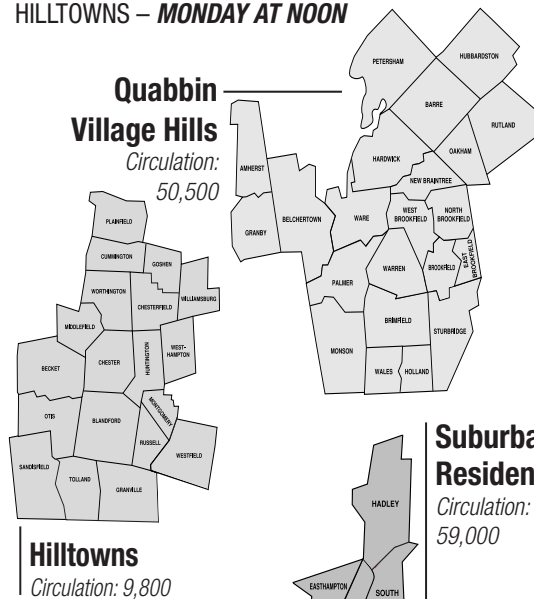 HILLTOWNS – MONDAY AT NOON
Quabbin
Village Hills
Circulation:
50,500
PETERSHAM
HUBBARDSTON
BARRE
RUTLAND
OAKHAM
HARDWICK
NEW BRAINTREE
AMHERST
BELCHERTOWN
GRANBY
WARE
WEST
BROOKFIELD
NORTH
BROOKFIELD
EAST
BROOKFIELD
BROOKFIELD
WARREN
PALMER
BRIMFIELD
STURBRIDGE
MONSON
WALES
HOLLAND
PLAINFIELD
CUMMINGTON
GOSHEN
WORTHINGTON
CHESTERFIELD
WILLIAMSBURG
MIDDLEFIELD
HUNTINGTON
WEST-
HAMPTON
CHESTER
BECKET
MONTGOMERY
OTIS
BLANDFORD
RUSSELL
WESTFIELD
SANDISFIELD
TOLLAND
GRANVILLE
Hilltowns
Circulation: 9,800
Suburba
Residen
Circulation:
59,000
HADLEY
EASTHAMPTON
SOUTH